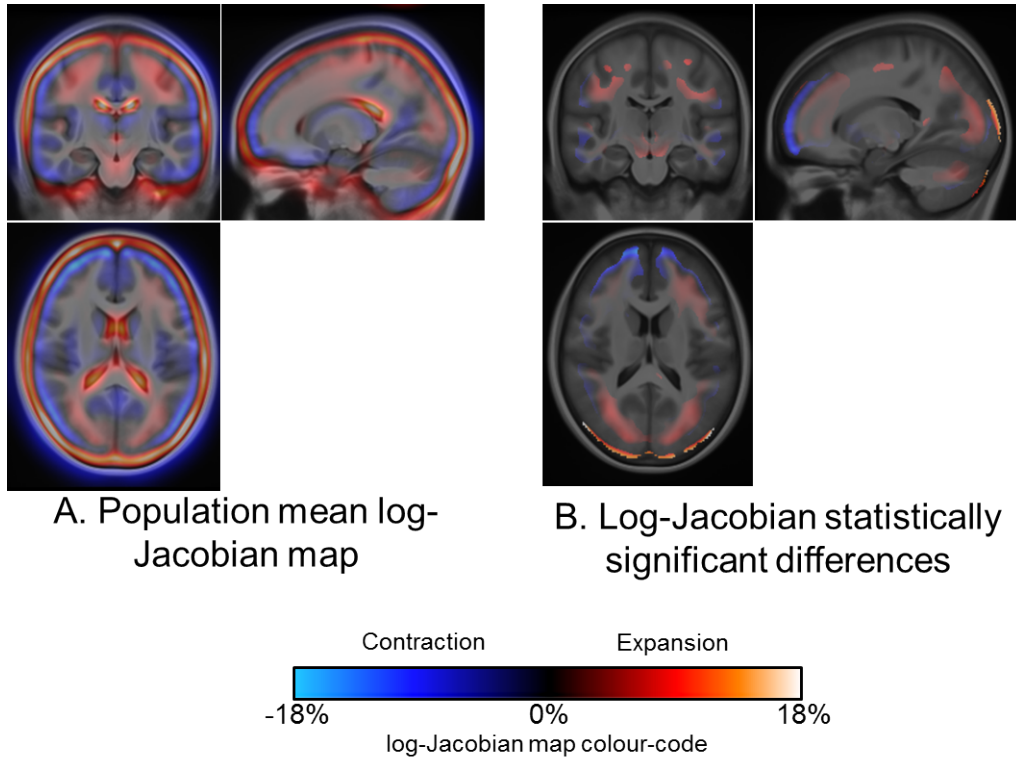 A. Population mean log-
Jacobian map
B. Log-Jacobian statistically
significant differences
Contraction
Expansion
-18%
0%
18%
log-Jacobian map colour-code